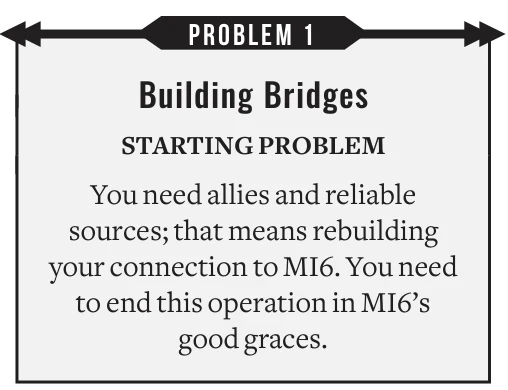 PROBLEM 1
Building Bridges
STARTING PROBLEM
You need allies and reliable
sources; that means rebuilding
your connection to MI6. You need
to end this operation in MI6’s
good graces.